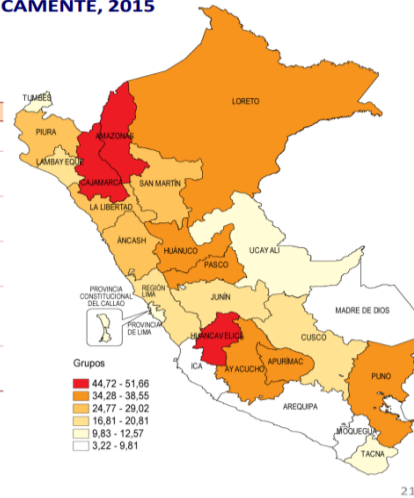 CAMENTE, 2015
TUMBES
LORETO
PIURA
AMAZONAS
LAMBAYEQUE
CAJAMARCA
SAN MARTÍN
LA LIBERTAD
ÁNCASH
HUÁNUCO
UCAYALI
PASCO
PROVINCIA
CONSTITUCIONAL
DEL CALLAO
REGIÓN
LIMA
JUNÍN
PROVINCIA
DE LIMA
MADRE DE DIOS
HUANCAVELICA
CUSCO
ICA
AYACUCHO
APURÍMAC
PUNO
AREQUIPA
MOQUEGUA
TACNA
Grupos
44,72 - 51,66
34,28 - 38,55
24,77 - 29,02
16,81 - 20,81
9,83 - 12,57
3,22 - 9,81
21